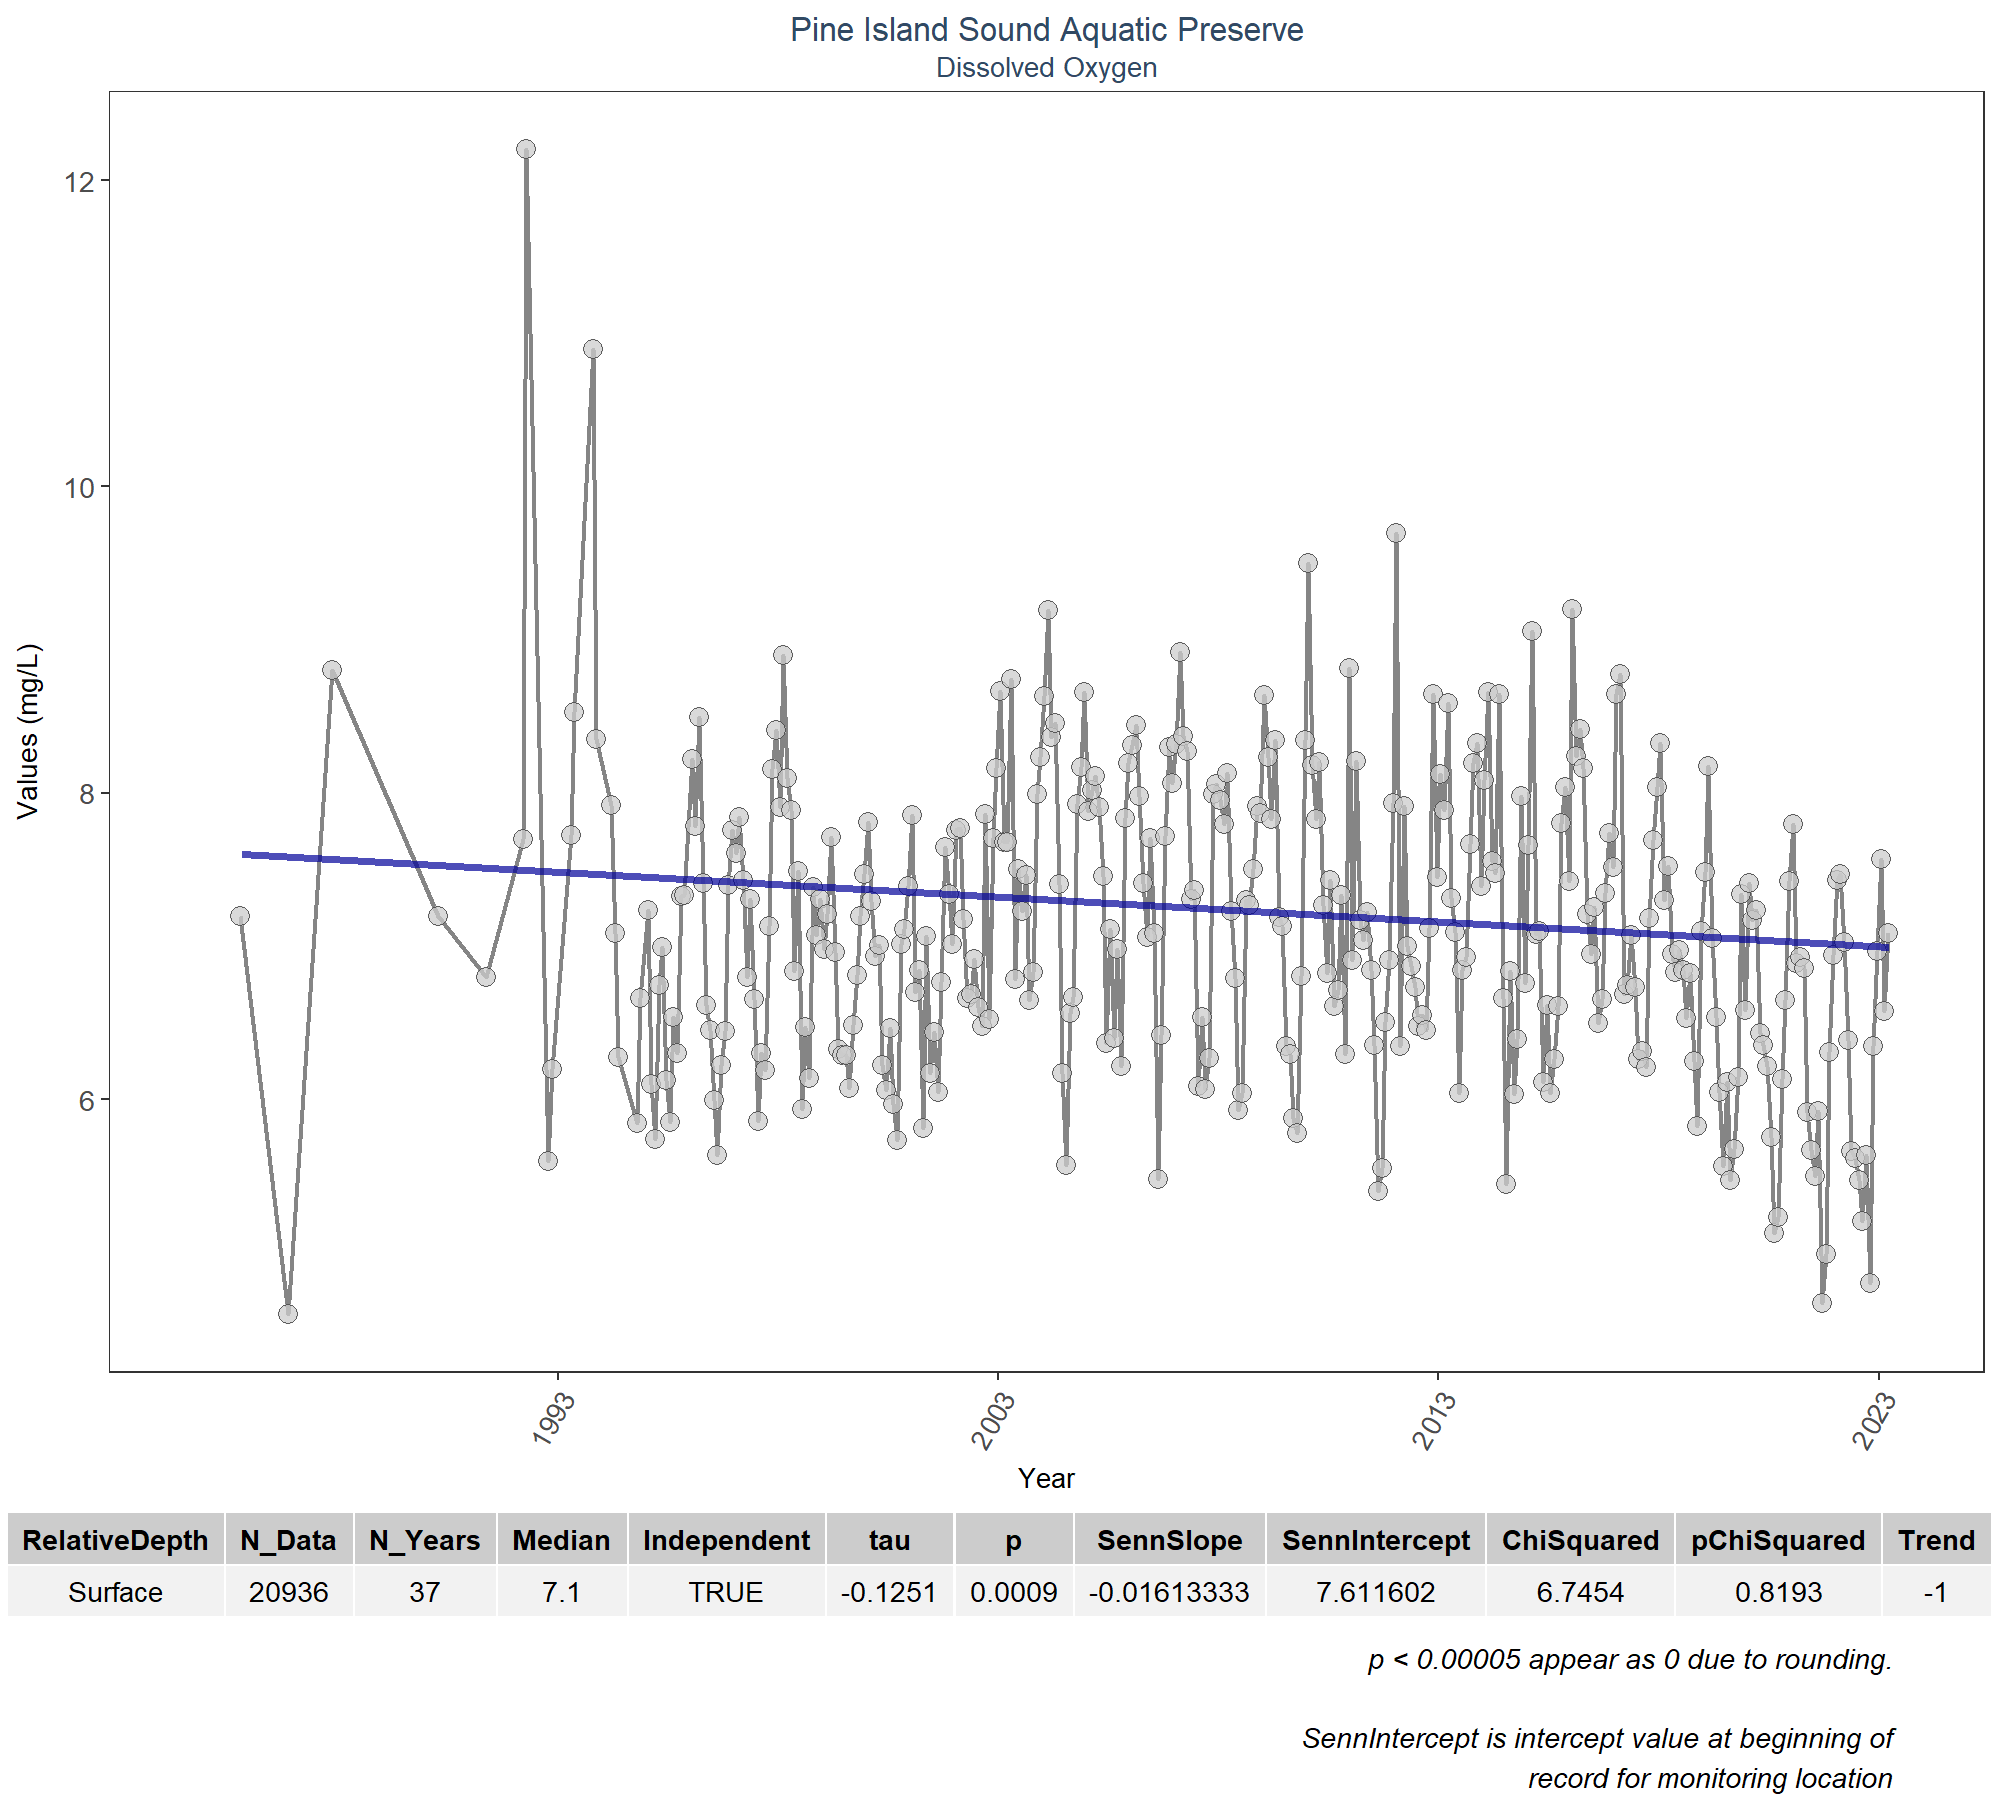 Pine Island Sound Aquatic Preserve
Dissolved Oxygen
Values (mg/L)
12
10
8
6
1993
2003
2013
2023
Year
RelativeDepth N_Data N_Years Median Independent tau p SennSlope SennIntercept ChiSquared pChiSquared Trend
Surface 20936 37 7.1 TRUE -0.1251 0.0009 -0.01613333 7.611602 6.7454 0.8193 -1
p < 0.00005 appear as 0 due to rounding.
SennIntercept is intercept value at beginning of
record for monitoring location